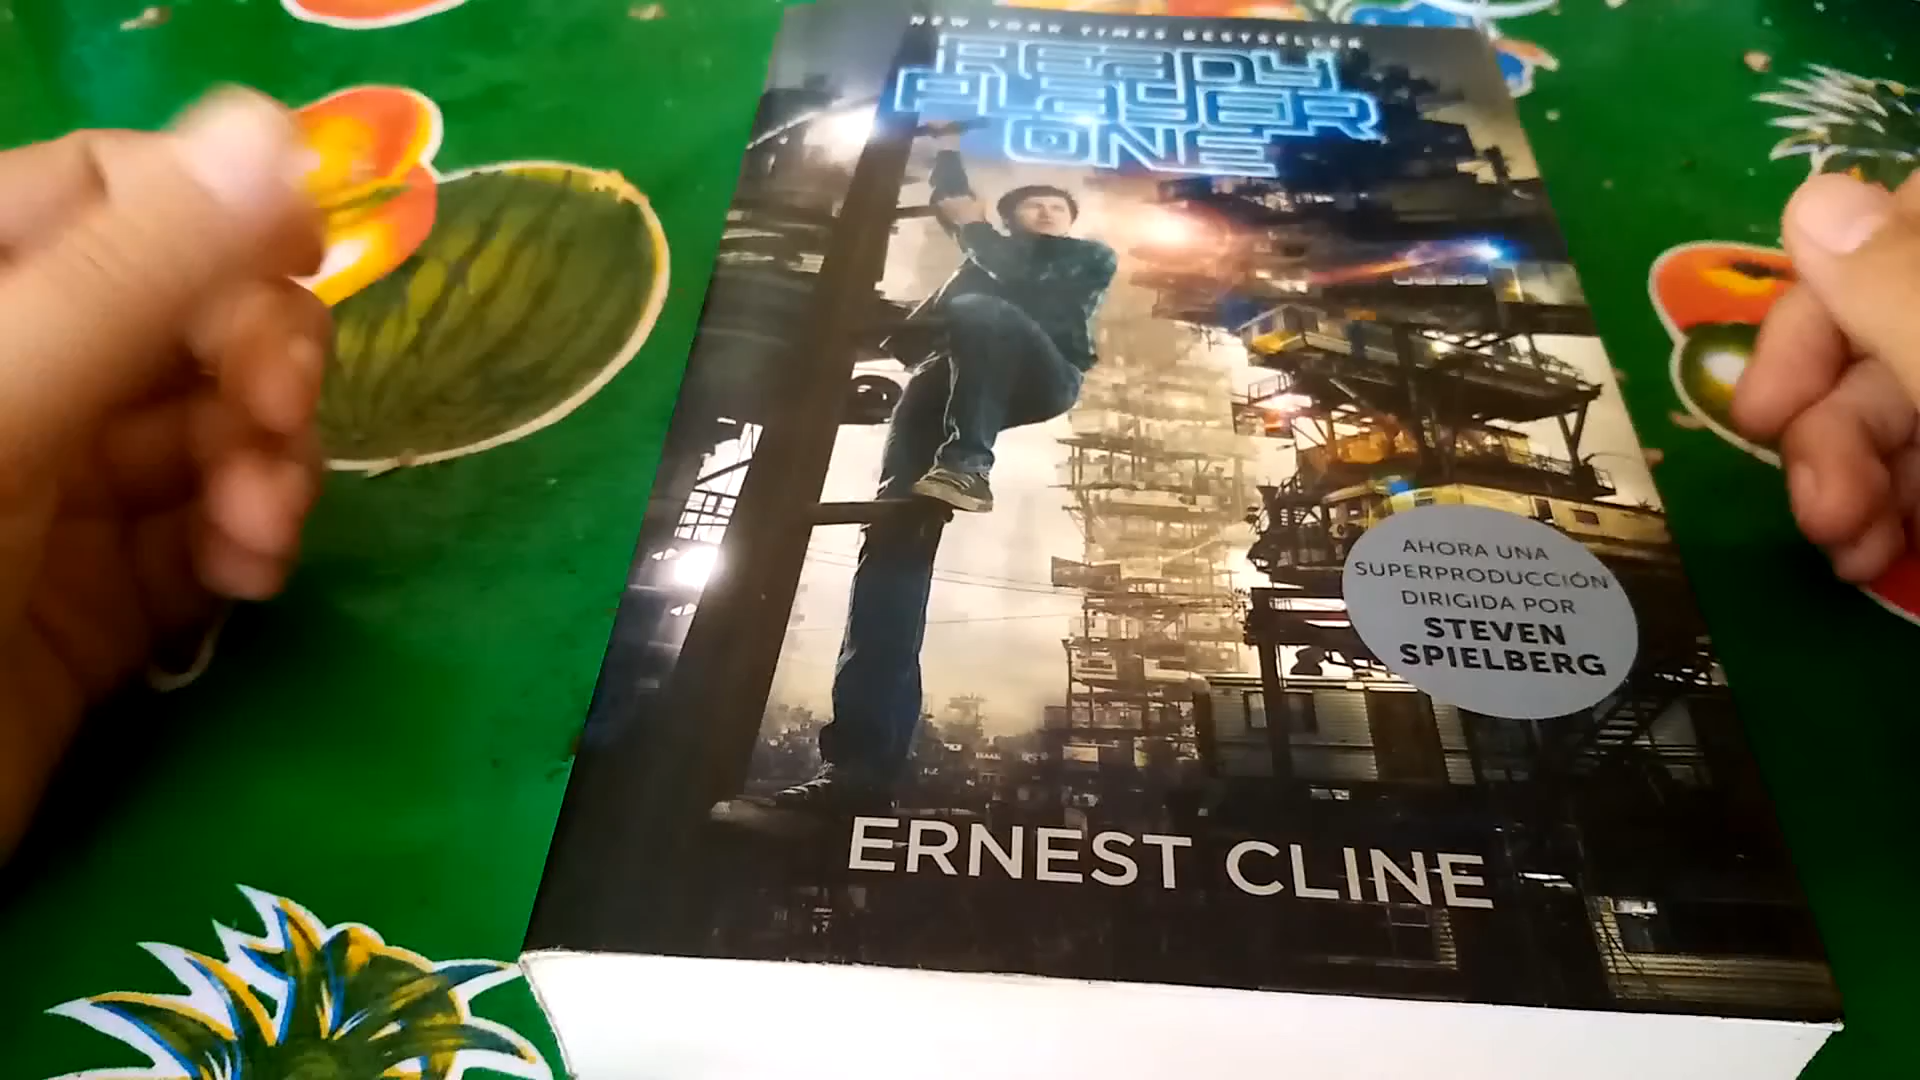 NEW YORK TIMES BESTSELLER
READY
PLAYER
ONE
AHORA UNA
SUPERPRODUCCIÓN
DIRIGIDA POR
STEVEN
SPIELBERG
ERNEST CLINE